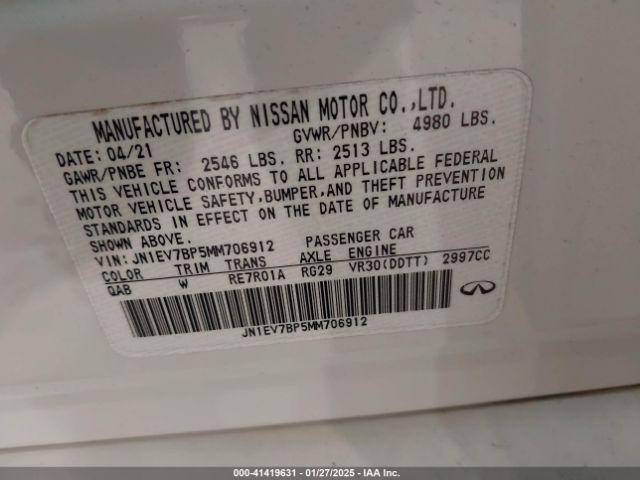 MANUFACTURED BY NISSAN MOTOR CO.,LTD.
DATE: 04/21 GVWR/PNBV: 4980 LBS.
GAWR/PNBE FR: 2546 LBS. RR: 2513 LBS.
THIS VEHICLE CONFORMS TO ALL APPLICABLE FEDERAL
MOTOR VEHICLE SAFETY,BUMPER,AND THEFT PREVENTION
STANDARDS IN EFFECT ON THE DATE OF MANUFACTURE
SHOWN ABOVE.
VIN: JN1EV7BP5MM706912 PASSENGER CAR
COLOR TRIM TRANS AXLE ENGINE
QAB W RE7R01A RG29 VR30(DDTT) 2997CC
JN1EV7BP5MM706912
000-41419631 - 01/27/2025 - IAA Inc.